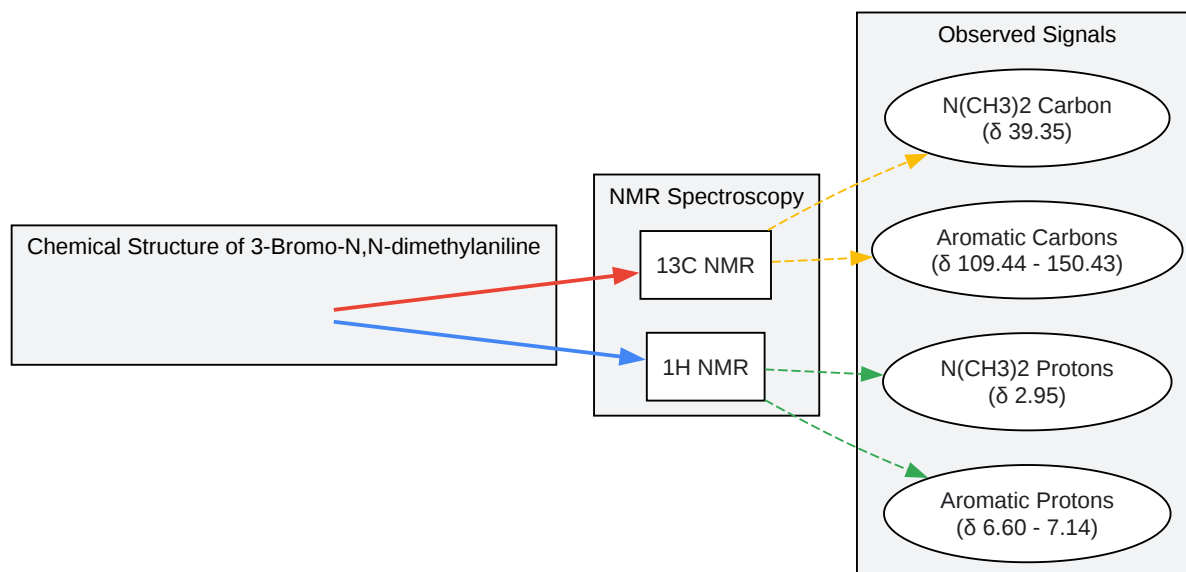 Chemical Structure of 3-Bromo-N,N-dimethylaniline
NMR Spectroscopy
13C NMR
1H NMR
Observed Signals
N(CH3)2 Carbon
(δ 39.35)
Aromatic Carbons
(δ 109.44 - 150.43)
N(CH3)2 Protons
(δ 2.95)
Aromatic Protons
(δ 6.60 - 7.14)